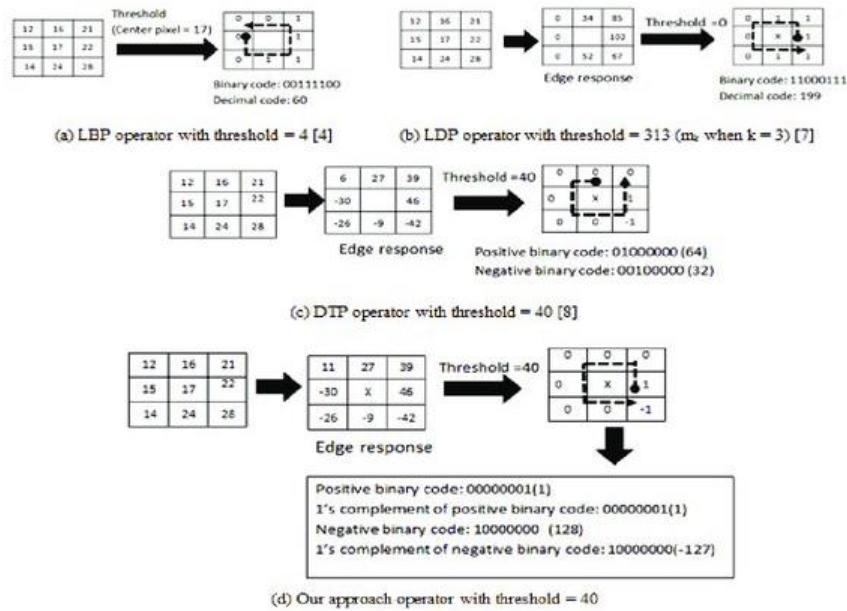 Threshold
(Center pixel = 17)
12 16 21
15 17 22
14 24 28
0 0 1
0 1
0 1 1
Binary code: 00111100
Decimal code: 60
(a) LBP operator with threshold = 4 [4]
12 16 21
15 17 22
14 24 28
0 34 85
0 102
0 52 67
Edge response
Threshold =0
0 1 1
0 X 1
0 1 1
Binary code: 11000111
Decimal code: 199
(b) LDP operator with threshold = 313 (mk when k = 3) [7]
12 16 21
15 17 22
14 24 28
6 27 39
-30 46
-26 -9 -42
Edge response
Threshold =40
0 0 0
0 X 1
0 0 -1
Positive binary code: 01000000 (64)
Negative binary code: 00100000 (32)
(c) DTP operator with threshold = 40 [8]
12 16 21
15 17 22
14 24 28
11 27 39
-30 X 46
-26 -9 -42
Edge response
Threshold =40
0 0 0
0 X 1
0 0 -1
Positive binary code: 00000001(1)
1's complement of positive binary code: 00000001(1)
Negative binary code: 10000000 (128)
1's complement of negative binary code: 10000000(-127)
(d) Our approach operator with threshold = 40